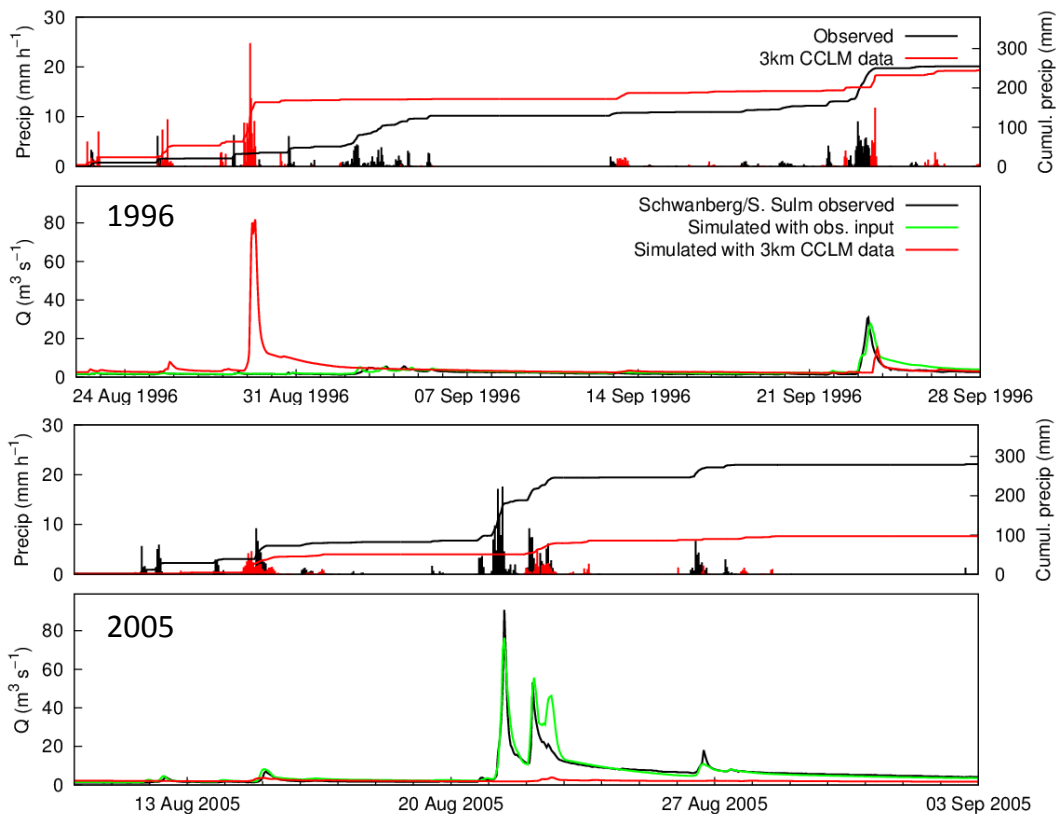 30
20
10
0
Precip (mm h⁻¹)
Observed
3km CCLM data
300
200
100
0
Cumul. precip (mm)
80
60
40
20
0
Q (m³ s⁻¹)
1996
Schwanberg/S. Sulm observed
Simulated with obs. input
Simulated with 3km CCLM data
24 Aug 1996 31 Aug 1996 07 Sep 1996 14 Sep 1996 21 Sep 1996 28 Sep 1996
30
20
10
0
Precip (mm h⁻¹)
300
200
100
0
Cumul. precip (mm)
80
60
40
20
0
Q (m³ s⁻¹)
2005
13 Aug 2005 20 Aug 2005 27 Aug 2005 03 Sep 2005